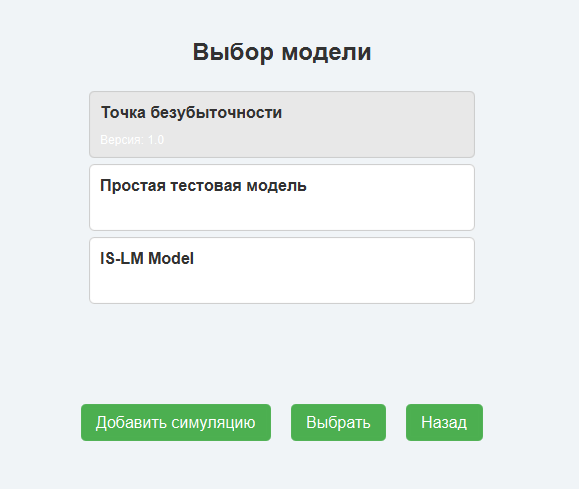 Выбор модели
Точка безубыточности
Версия: 1.0
Простая тестовая модель
IS-LM Model
Добавить симуляцию
Выбрать
Назад